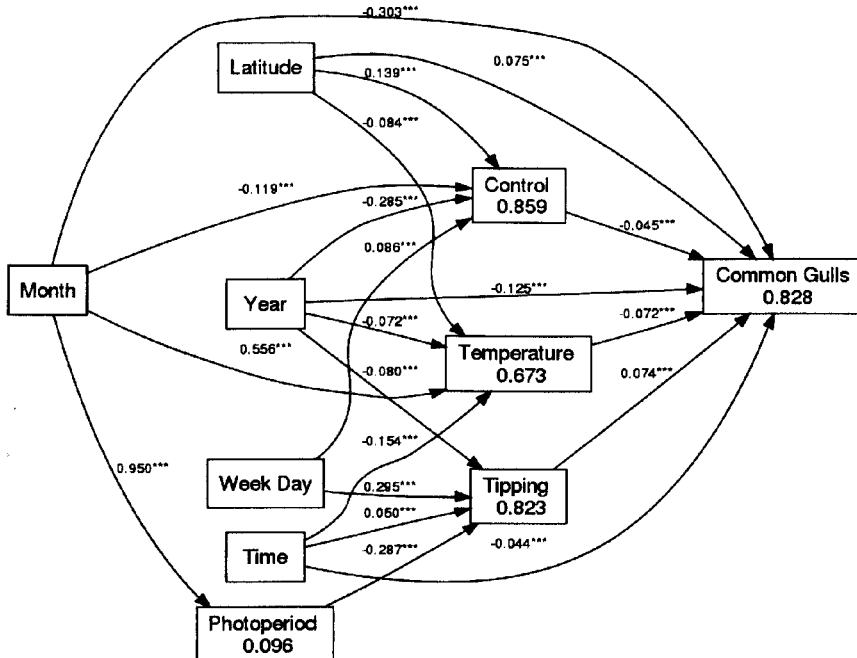 -0.303***
Latitude
0.075***
0.139***
-0.084***
Control
0.859
-0.119***
-0.285***
-0.045***
0.086***
Common Gulls
0.828
Month
Year
-0.125***
-0.072***
-0.072***
Temperature
0.673
0.556***
-0.080***
0.074***
-0.154***
0.950***
Week Day
0.295***
Tipping
0.823
0.050***
Time
-0.287***
-0.044***
Photoperiod
0.096